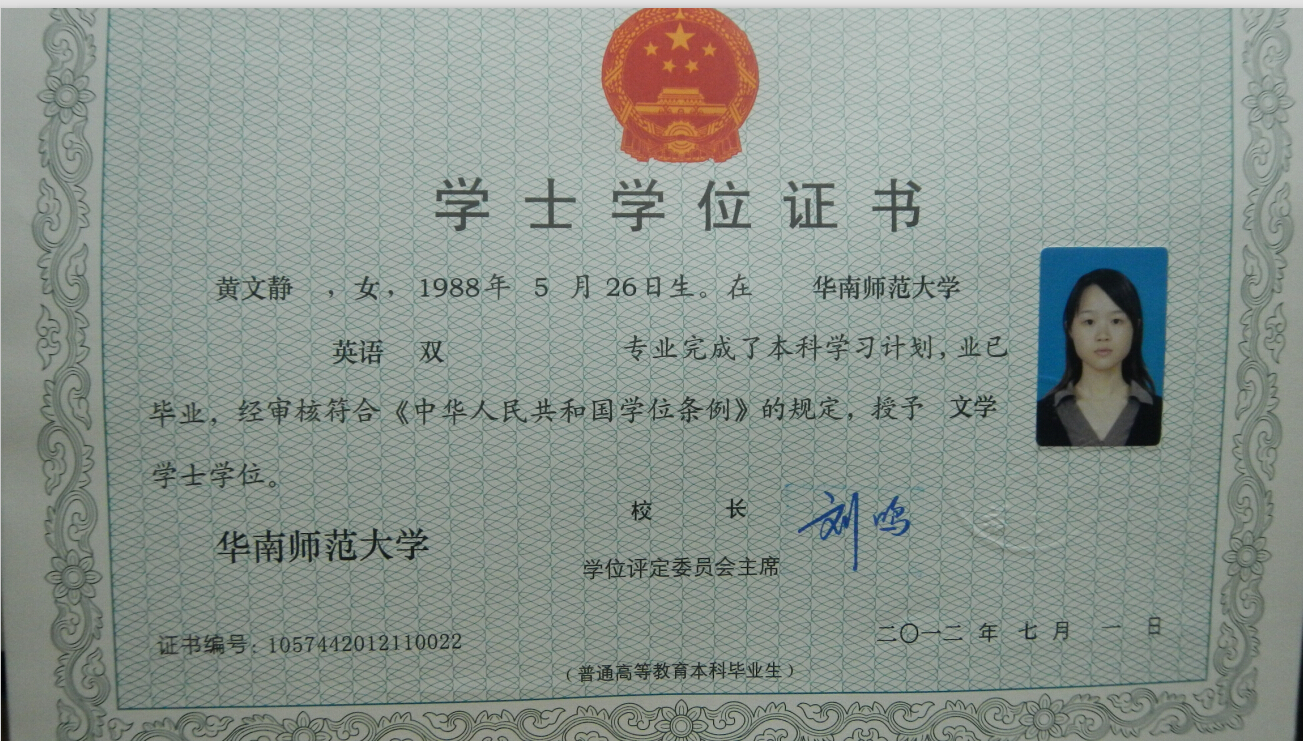 学士学位证书
黄文静 ，女，1988年 5 月 26日生。在 华南师范大学
英语 双 专业完成了本科学习计划，业已
毕业，经审核符合《中华人民共和国学位条例》的规定，授予 文学
学士学位。
校 长 刘鸣
华南师范大学
学位评定委员会主席
证书编号：1057442012110022
二〇一二 年 七 月 一 日
（普通高等教育本科毕业生）